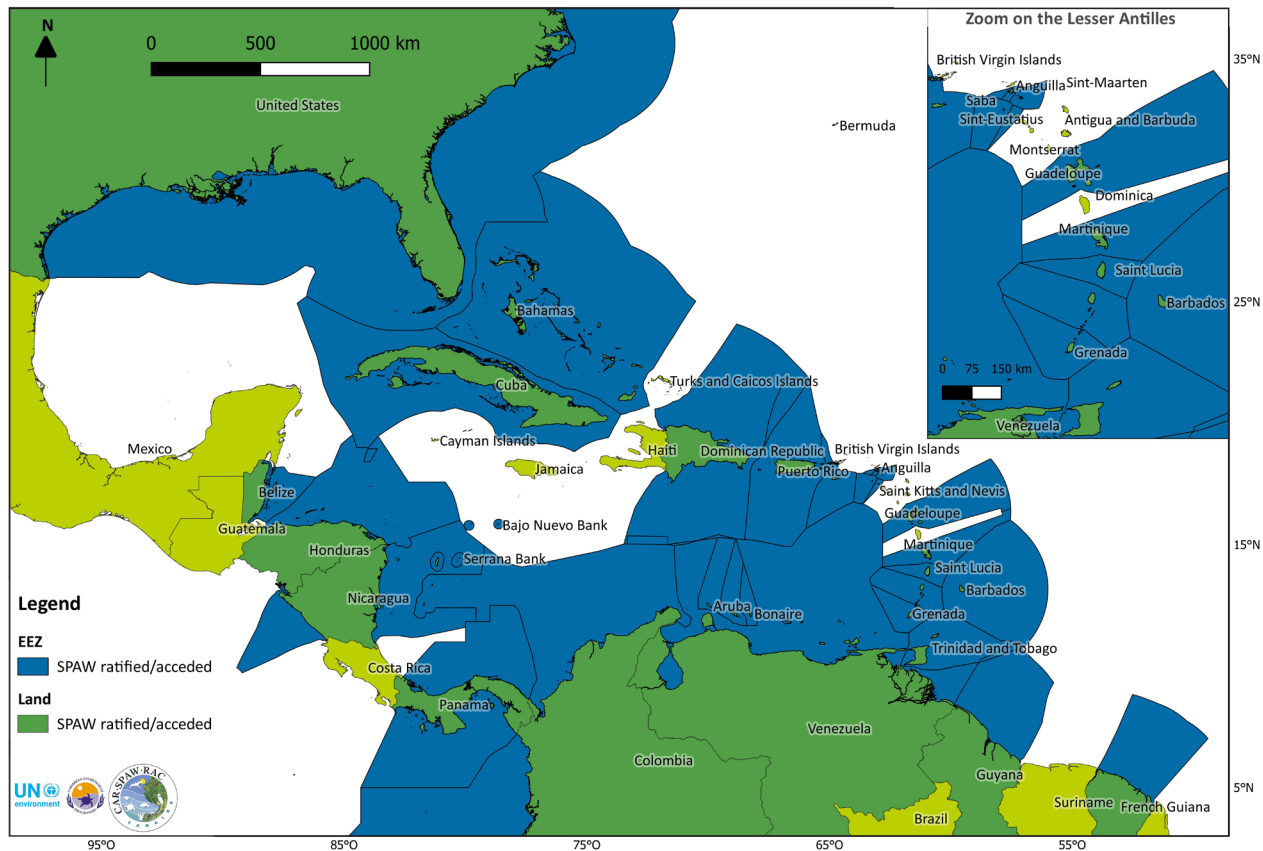 Zoom on the Lesser Antilles
N
0 500 1000 km
35°N
British Virgin Islands
Anguilla
Sint-Maarten
Saba
Sint-Eustatius
Antigua and Barbuda
Montserrat
Guadeloupe
Dominica
Martinique
Saint Lucia
Barbados
Grenada
0 75 150 km
Venezuela
United States
Bermuda
25°N
Bahamas
Turks and Caicos Islands
Cuba
Mexico
Cayman Islands
Haiti
Dominican Republic
British Virgin Islands
Jamaica
Puerto Rico
Anguilla
Belize
Saint Kitts and Nevis
Guatemala
Bajo Nuevo Bank
Guadeloupe
Honduras
Serrana Bank
Martinique
15°N
Saint Lucia
Nicaragua
Aruba
Bonaire
Barbados
Grenada
Trinidad and Tobago
Costa Rica
Panama
Venezuela
Colombia
Guyana
Suriname
French Guiana
Brazil
5°N
Legend
EEZ
SPAW ratified/acceded
Land
SPAW ratified/acceded
UN
environment
CAR-SPAW-RAC
95°O 85°O 75°O 65°O 55°O